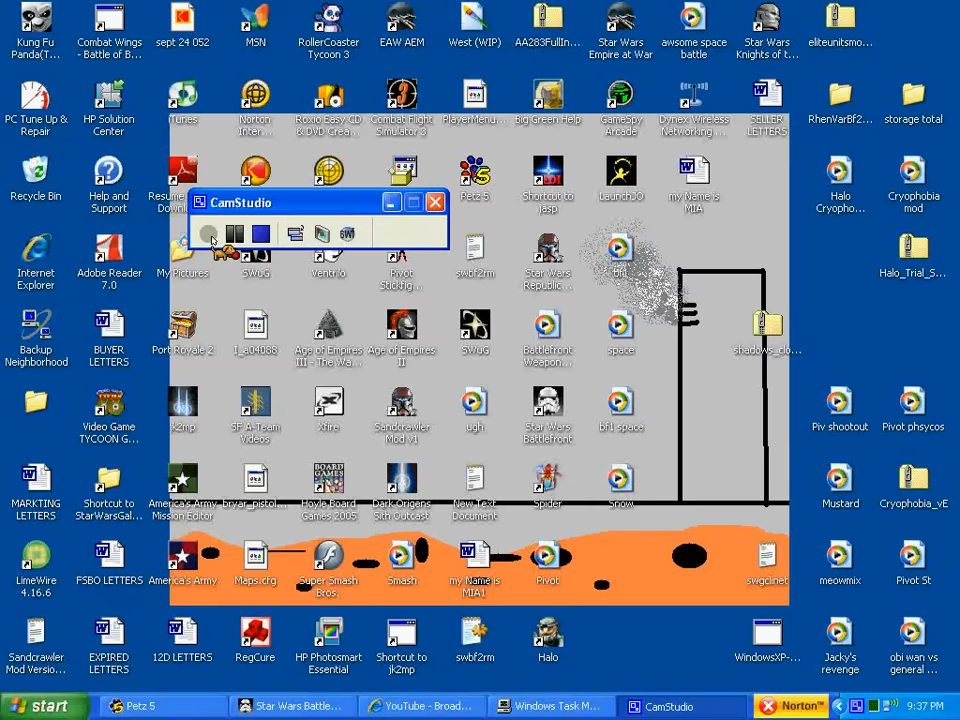 Kung Fu
Panda(T...
Combat Wings
- Battle of B...
sept 24 052
MSN
RollerCoaster
Tycoon 3
EAW AEM
West (WIP)
AA283FullIn...
Star Wars
Empire at War
awsome space
battle
Star Wars
Knights of t...
eliteunitsmo...
PC Tune Up &
Repair
HP Solution
Center
iTunes
Norton
Inter...
Roxio Easy CD
& DVD Crea...
Combat Flight
Simulator 3
PlayerMenu...
Big Green Help
GameSpy
Arcade
Dynex Wireless
Networking ...
SELLER
LETTERS
RhenVarBf2...
storage total
Recycle Bin
Help and
Support
Resume
Downl
CamStudio
Petz 5
Shortcut to
jasp
LaunchJO
my Name is
MIA
Halo
Cryopho...
Cryophobia
mod
Internet
Explorer
Adobe Reader
7.0
My Pictures
SWuG
Ventrilo
Pivot
Stickfig...
swbf2rm
Star Wars
Republic...
bf1
Halo_Trial_S...
Backup
Neighborhood
BUYER
LETTERS
Port Royale 2
I_a04088
Age of Empires
III - The Wa...
Age of Empires
II
SWuG
Battlefront
Weapon...
space
shadows_clo...
Video Game
TYCOON G...
jk2mp
SF A-Team
Videos
Xfire
Sandcrawler
Mod v1
ugh
Star Wars
Battlefront
bf1 space
Piv shootout
Pivot phsycos
MARKTING
LETTERS
Shortcut to
StarWarsGal...
America's Army
Mission Editor
bryar_pistol...
Hoyle Board
Games 2005
Dark Origens
Sith Outcast
New Text
Document
Spider
Snow
Mustard
Cryophobia_vE
LimeWire
4.16.6
FSBO LETTERS
America's Army
Maps.cfg
Super Smash
Bros.
Smash
my Name is
MIA1
Pivot
swgclinet
meowmix
Pivot St
Sandcrawler
Mod Versio...
EXPIRED
LETTERS
12D LETTERS
RegCure
HP Photosmart
Essential
Shortcut to
jk2mp
swbf2rm
Halo
WindowsXP-...
Jacky's
revenge
obi wan vs
general ...
start
Petz 5
Star Wars Battle...
YouTube - Broad...
Windows Task M...
CamStudio
Norton™
9:37 PM